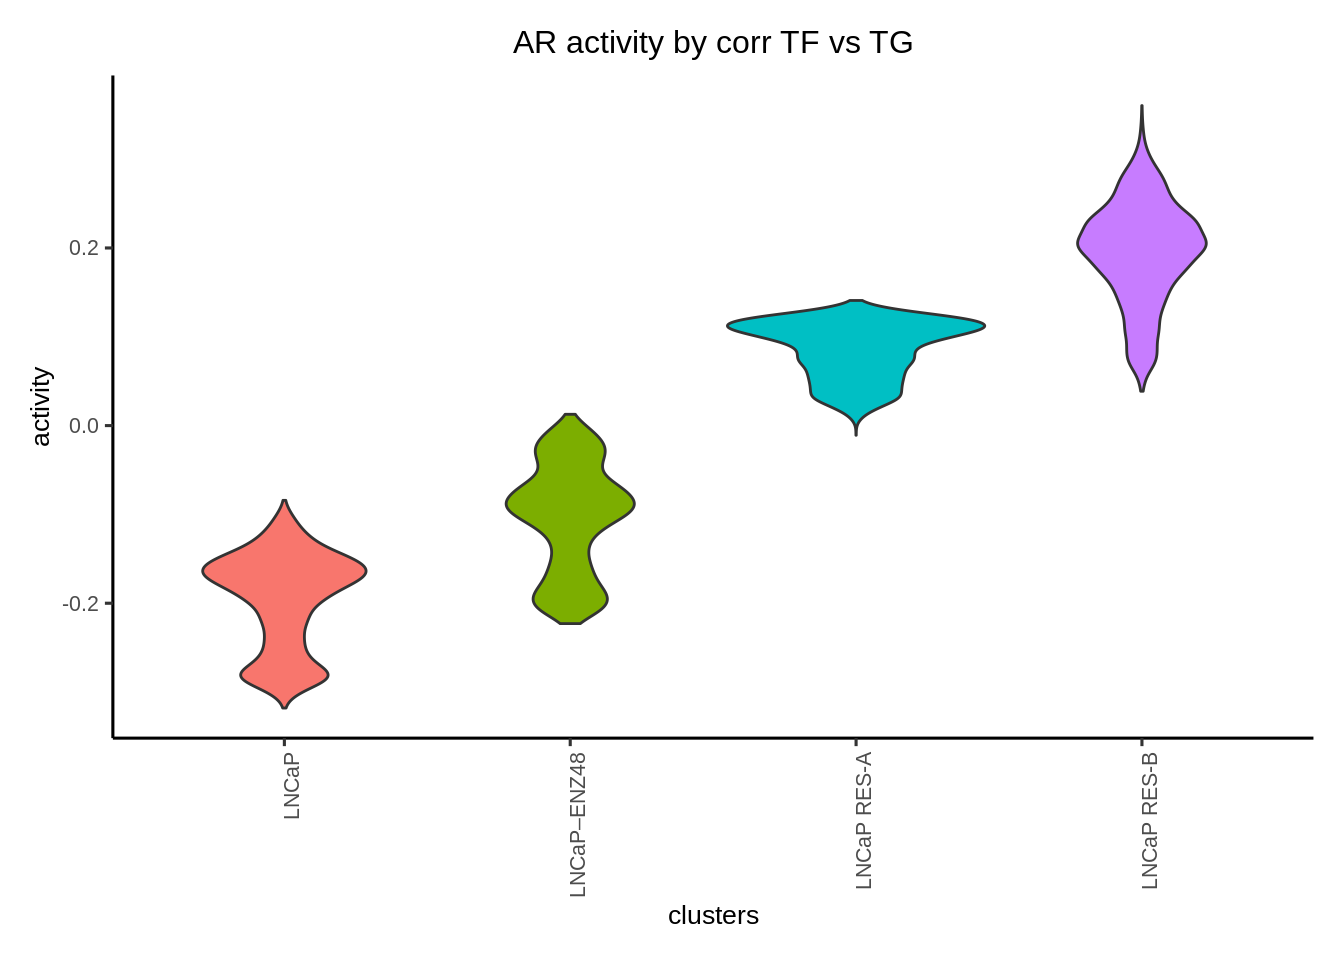 AR activity by corr TF vs TG
activity
0.2
0.0
-0.2
LNCaP
LNCaP–ENZ48
LNCaP RES-A
LNCaP RES-B
clusters